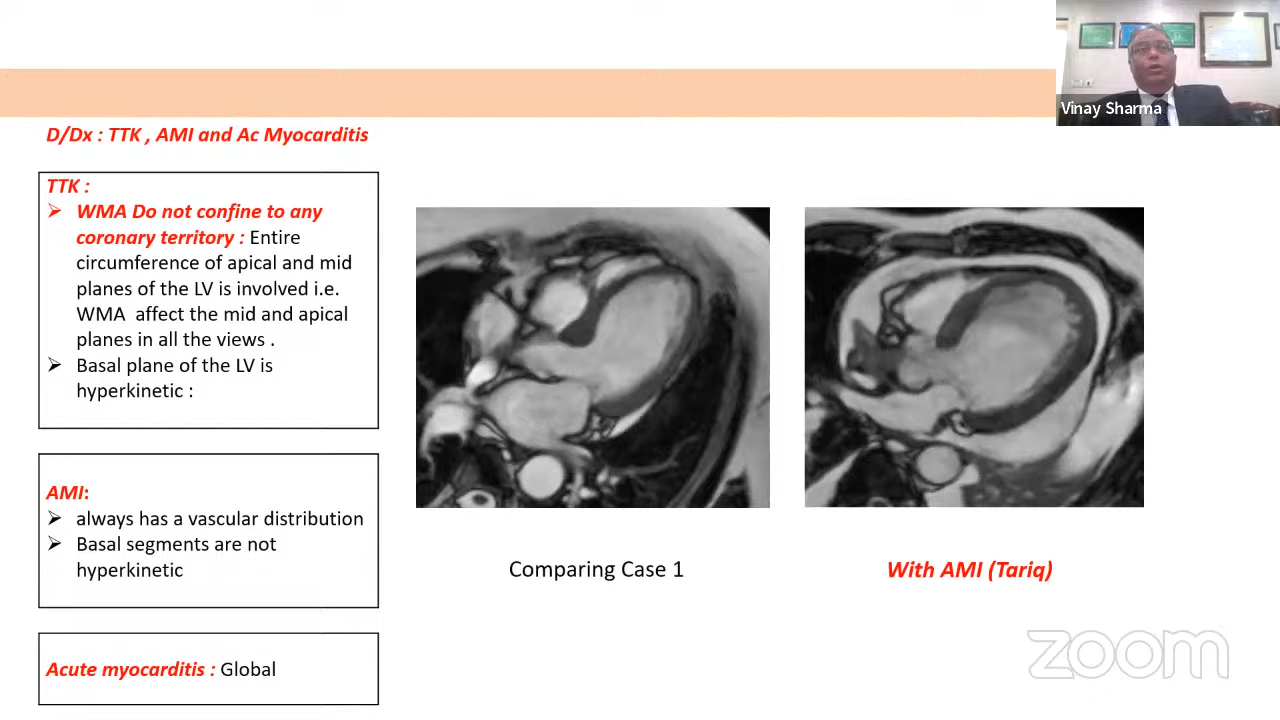 Vinay Sharma
D/Dx : TTK , AMI and Ac Myocarditis
TTK :
➢ WMA Do not confine to any
coronary territory : Entire
circumference of apical and mid
planes of the LV is involved i.e.
WMA affect the mid and apical
planes in all the views .
➢ Basal plane of the LV is
hyperkinetic :
AMI:
➢ always has a vascular distribution
➢ Basal segments are not
hyperkinetic
Acute myocarditis : Global
Comparing Case 1
With AMI (Tariq)
zoom